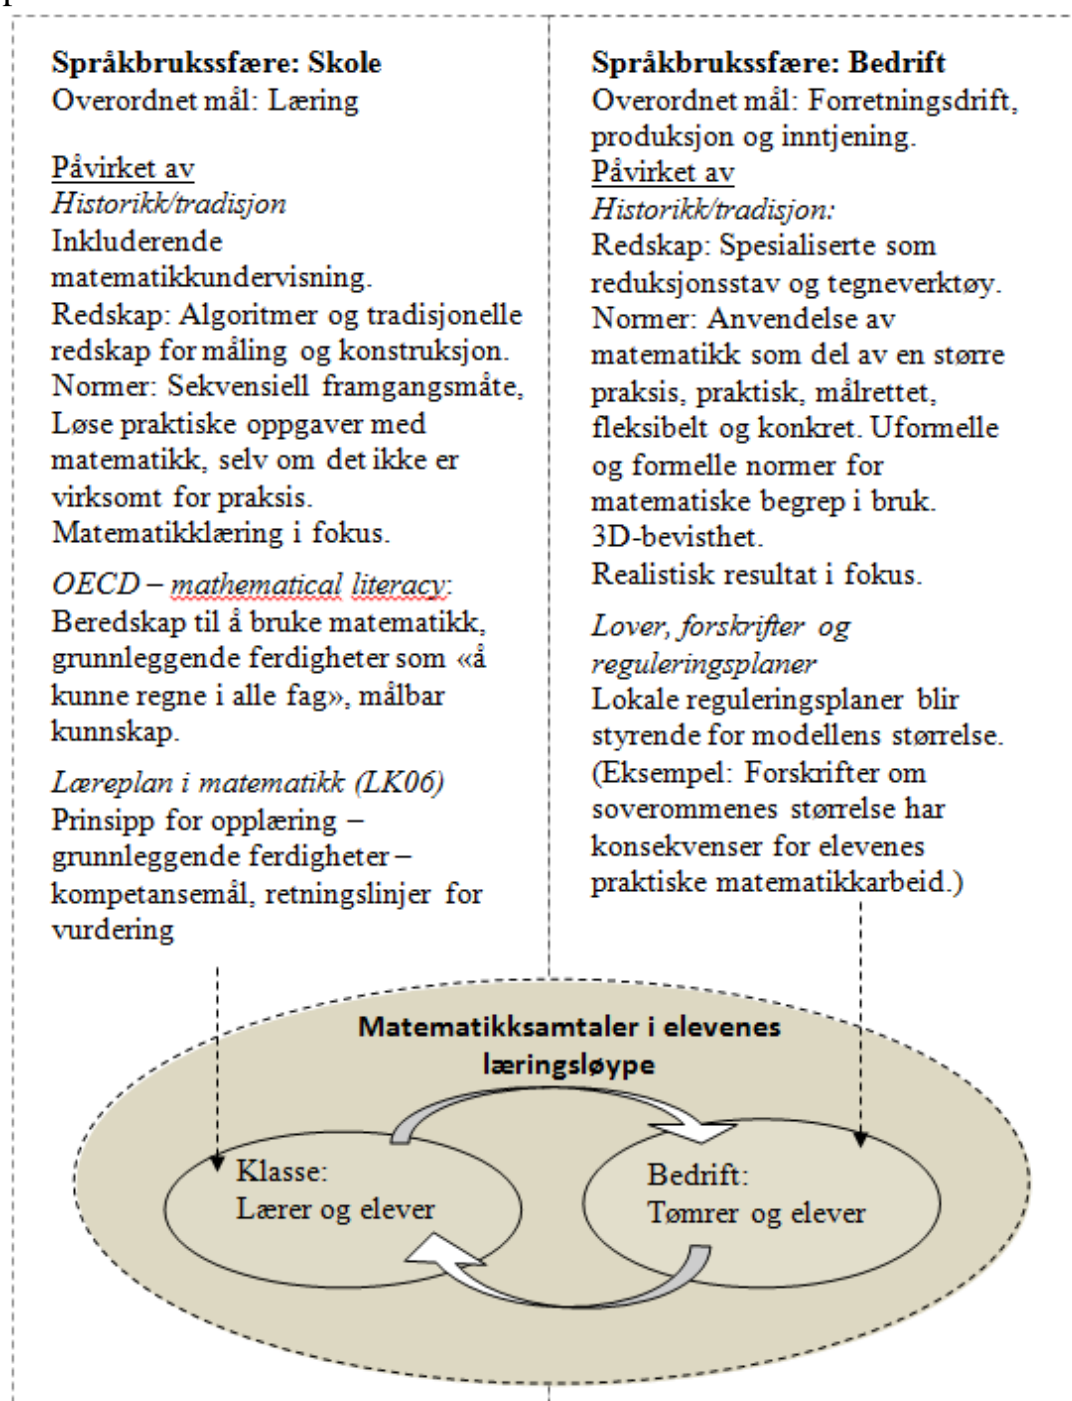 Språkbrukssfære: Skole
Overordnet mål: Læring
Påvirket av
Historikk/tradisjon
Inkluderende
matematikkundervisning.
Redskap: Algoritmer og tradisjonelle
redskap for måling og konstruksjon.
Normer: Sekvensiell framgangsmåte,
Løse praktiske oppgaver med
matematikk, selv om det ikke er
virksomt for praksis.
Matematikklæring i fokus.
OECD – mathematical literacy:
Beredskap til å bruke matematikk,
grunnleggende ferdigheter som «å
kunne regne i alle fag», målbar
kunnskap.
Læreplan i matematikk (LK06)
Prinsipp for opplæring –
grunnleggende ferdigheter –
kompetansemål, retningslinjer for
vurdering
Språkbrukssfære: Bedrift
Overordnet mål: Forretningsdrift,
produksjon og inntjening.
Påvirket av
Historikk/tradisjon:
Redskap: Spesialiserte som
reduksjonsstav og tegneverktøy.
Normer: Anvendelse av
matematikk som del av en større
praksis, praktisk, målrettet,
fleksibelt og konkret. Uformelle
og formelle normer for
matematiske begrep i bruk.
3D-bevisthet.
Realistisk resultat i fokus.
Lover, forskrifter og
reguleringsplaner
Lokale reguleringsplaner blir
styrende for modellens størrelse.
(Eksempel: Forskrifter om
soverommenes størrelse har
konsekvenser for elevenes
praktiske matematikkarbeid.)
Matematikksamtaler i elevenes
læringsløype
Klasse:
Lærer og elever
Bedrift:
Tømrer og elever